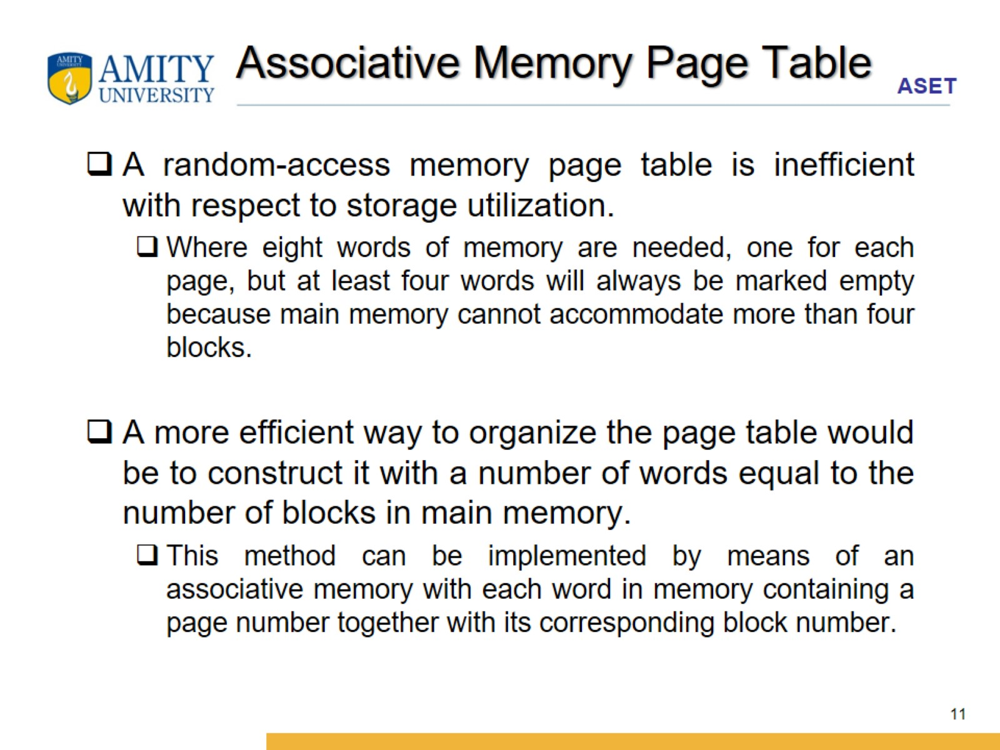 AMITY
UNIVERSITY
AMITY
UNIVERSITY
Associative Memory Page Table
ASET
A random-access memory page table is inefficient
with respect to storage utilization.
Where eight words of memory are needed, one for each
page, but at least four words will always be marked empty
because main memory cannot accommodate more than four
blocks.
A more efficient way to organize the page table would
be to construct it with a number of words equal to the
number of blocks in main memory.
This method can be implemented by means of an
associative memory with each word in memory containing a
page number together with its corresponding block number.
11